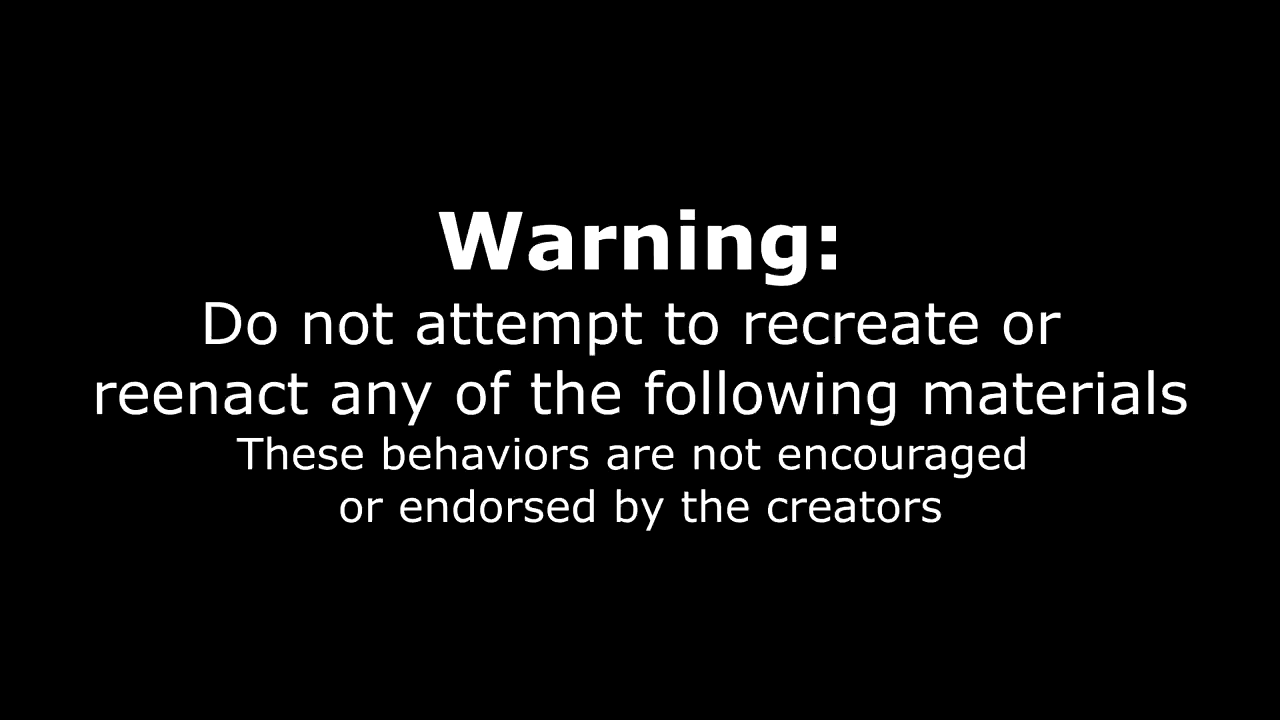 Warning:
Do not attempt to recreate or
reenact any of the following materials
These behaviors are not encouraged
or endorsed by the creators